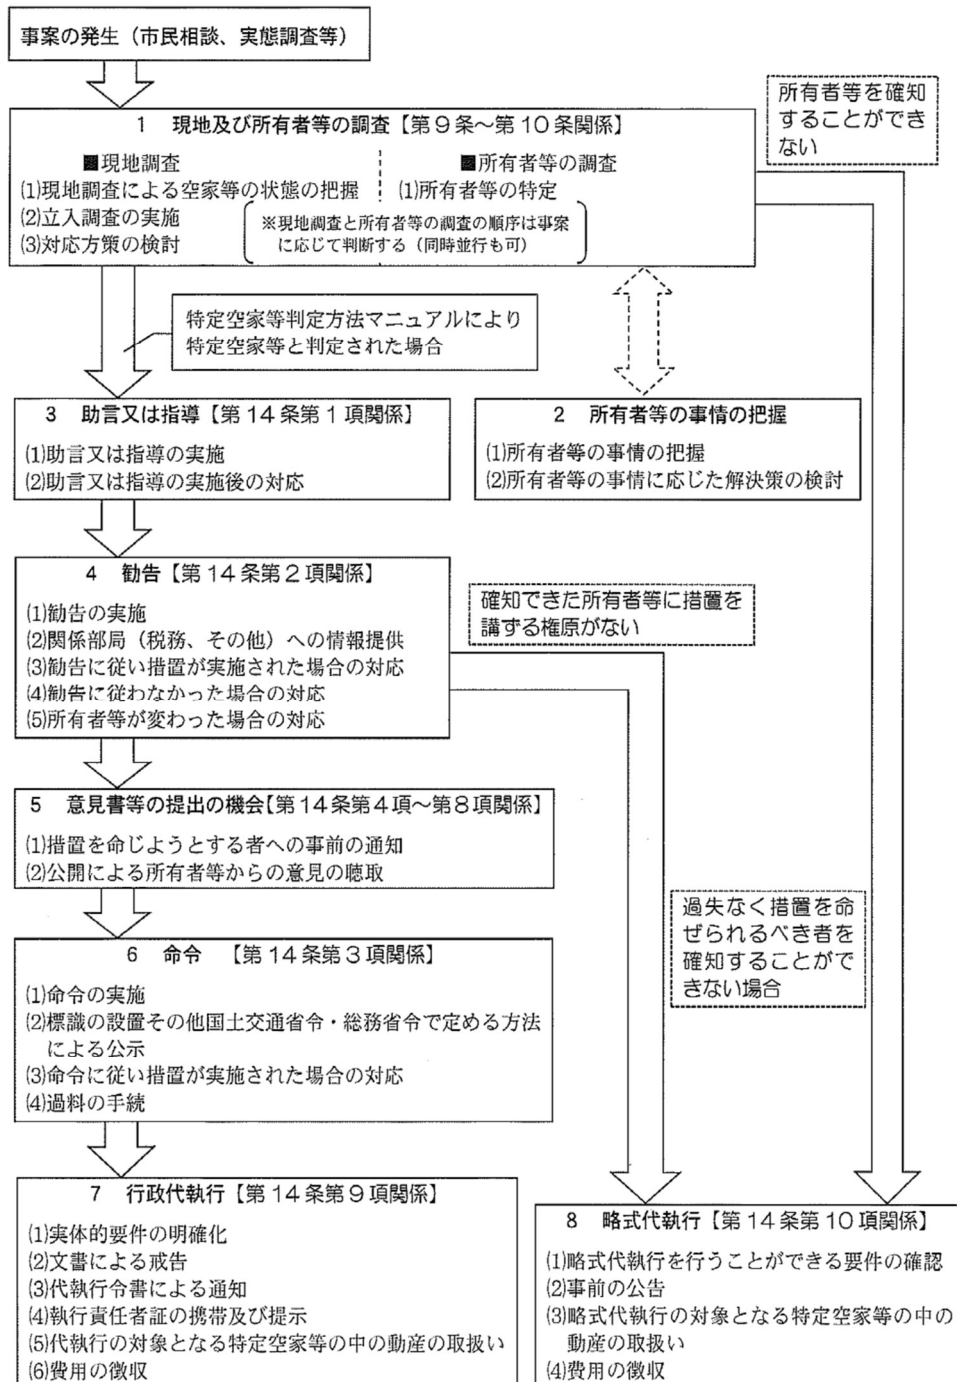 事案の発生（市民相談、実態調査等）
所有者等を確知
することができ
ない
1　現地及び所有者等の調査【第９条～第１０条関係】
■現地調査
⑴現地調査による空家等の状態の把握
⑵立入調査の実施
⑶対応方策の検討
■所有者等の調査
⑴所有者等の特定
※現地調査と所有者等の調査の順序は事案
に応じて判断する（同時並行も可）
特定空家等判定方法マニュアルにより
特定空家等と判定された場合
3　助言又は指導【第１４条第１項関係】
⑴助言又は指導の実施
⑵助言又は指導の実施後の対応
2　所有者等の事情の把握
⑴所有者等の事情の把握
⑵所有者等の事情に応じた解決策の検討
4　勧告【第１４条第２項関係】
⑴勧告の実施
⑵関係部局（税務、その他）への情報提供
⑶勧告に従い措置が実施された場合の対応
⑷勧告に従わなかった場合の対応
⑸所有者等が変わった場合の対応
確知できた所有者等に措置を
講ずる権原がない
5　意見書等の提出の機会【第１４条第４項～第８項関係】
⑴措置を命じようとする者への事前の通知
⑵公開による所有者等からの意見の聴取
過失なく措置を命
ぜられるべき者を
確知することがで
きない場合
6　命令　【第１４条第３項関係】
⑴命令の実施
⑵標識の設置その他国土交通省令・総務省令で定める方法
による公示
⑶命令に従い措置が実施された場合の対応
⑷過料の手続
7　行政代執行【第１４条第９項関係】
⑴実体的要件の明確化
⑵文書による戒告
⑶代執行令書による通知
⑷執行責任者証の携帯及び提示
⑸代執行の対象となる特定空家等の中の動産の取扱い
⑹費用の徴収
8　略式代執行【第１４条第１０項関係】
⑴略式代執行を行うことができる要件の確認
⑵事前の公告
⑶略式代執行の対象となる特定空家等の中の
動産の取扱い
⑷費用の徴収